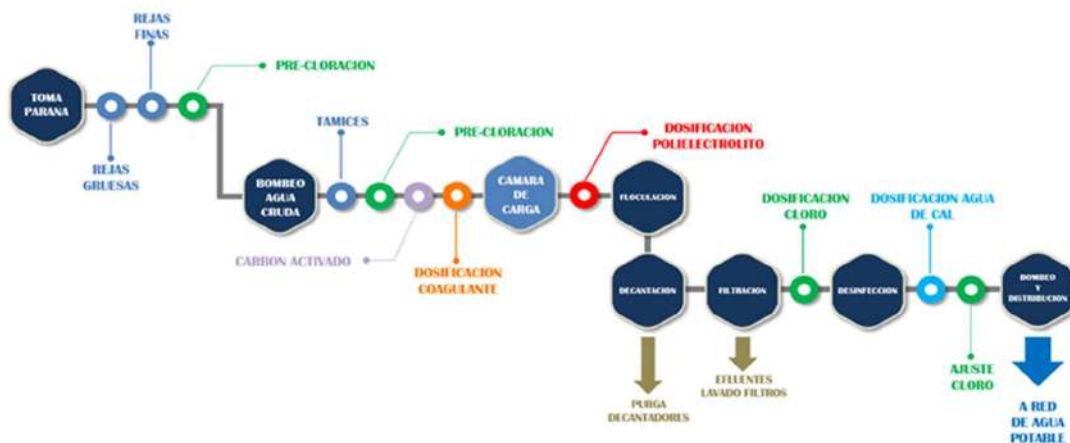 REJAS
FINAS
PRE-CLORACION
TOMA
PARANA
REJAS
GRUESAS
TAMICES
PRE-CLORACION
DOSIFICACION
POLIELECTROLITO
BOMBEO
AGUA
CRUDA
CAMARA
DE
CARGA
FLOCULACION
CARBON ACTIVADO
DOSIFICACION
COAGULANTE
DOSIFICACION
CLORO
DOSIFICACION AGUA
DE CAL
DECANTACION
FILTRACION
DESINFECCION
BOMBEO
Y
DISTRIBUCION
PURGA
DECANTADORES
EFLUENTES
LAVADO FILTROS
AJUSTE
CLORO
A RED
DE AGUA
POTABLE